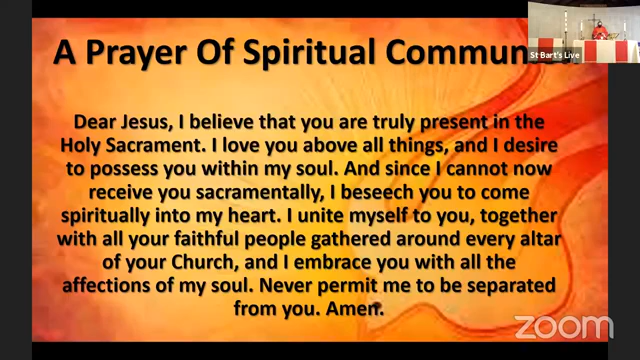 A Prayer Of Spiritual Commun
St Bart's Live
Dear Jesus, I believe that you are truly present in the
Holy Sacrament. I love you above all things, and I desire
to possess you within my soul. And since I cannot now
receive you sacramentally, I beseech you to come
spiritually into my heart. I unite myself to you, together
with all your faithful people gathered around every altar
of your Church, and I embrace you with all the
affections of my soul. Never permit me to be separated
from you. Amen.
zoom